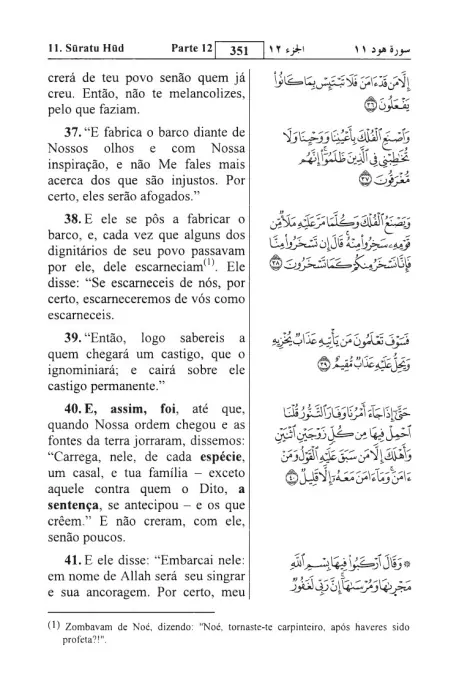 11. Sūratu Hūd Parte 12 351 الجزء ١٢ سورة هود ١١
crerá de teu povo senão quem já
creu. Então, não te melancolizes,
pelo que faziam.
37. "E fabrica o barco diante de
Nossos olhos e com Nossa
inspiração, e não Me fales mais
acerca dos que são injustos. Por
certo, eles serão afogados."
38. E ele se pôs a fabricar o
barco, e, cada vez que alguns dos
dignitários de seu povo passavam
por ele, dele escarneciam(1). Ele
disse: "Se escarneceis de nós, por
certo, escarneceremos de vós como
escarneceis.
39. "Então, logo sabereis a
quem chegará um castigo, que o
ignominiará; e cairá sobre ele
castigo permanente."
40. E, assim, foi, até que,
quando Nossa ordem chegou e as
fontes da terra jorraram, dissemos:
"Carrega, nele, de cada espécie,
um casal, e tua família – exceto
aquele contra quem o Dito, a
sentença, se antecipou – e os que
crêem." E não creram, com ele,
senão poucos.
41. E ele disse: "Embarcai nele:
em nome de Allah será seu singrar
e sua ancoragem. Por certo, meu
إِلَّا مَن قَدْ ءَامَنَ فَلَا تَبْتَئِسْ بِمَا كَانُواْ
يَفْعَلُونَ ٣٦
وَٱصْنَعِ ٱلْفُلْكَ بِأَعْيُنِنَا وَوَحْيِنَا وَلَا
تُخَٰطِبْنِي فِي ٱلَّذِينَ ظَلَمُوٓاْ إِنَّهُم
مُّغْرَقُونَ ٣٧
وَيَصْنَعُ ٱلْفُلْكَ وَكُلَّمَا مَرَّ عَلَيْهِ مَلَأٌ مِّن
قَوْمِهِۦ سَخِرُواْ مِنْهُ قَالَ إِن تَسْخَرُواْ مِنَّا
فَإِنَّا نَسْخَرُ مِنكُمْ كَمَا تَسْخَرُونَ ٣٨
فَسَوْفَ تَعْلَمُونَ مَن يَأْتِيهِ عَذَابٌ يُخْزِيهِ
وَيَحِلُّ عَلَيْهِ عَذَابٌ مُّقِيمٌ ٣٩
حَتَّىٰٓ إِذَا جَآءَ أَمْرُنَا وَفَارَ ٱلتَّنُّورُ قُلْنَا
ٱحْمِلْ فِيهَا مِن كُلٍّ زَوْجَيْنِ ٱثْنَيْنِ
وَأَهْلَكَ إِلَّا مَن سَبَقَ عَلَيْهِ ٱلْقَوْلُ وَمَنْ
ءَامَنَ وَمَآ ءَامَنَ مَعَهُۥٓ إِلَّا قَلِيلٌ ٤٠
* وَقَالَ ٱرْكَبُواْ فِيهَا بِسْمِ ٱللَّهِ
مَجْر۪ىٰهَا وَمُرْسَىٰهَآ إِنَّ رَبِّي لَغَفُورٌ
(1) Zombavam de Noé, dizendo: "Noé, tornaste-te carpinteiro, após haveres sido
profeta?!".